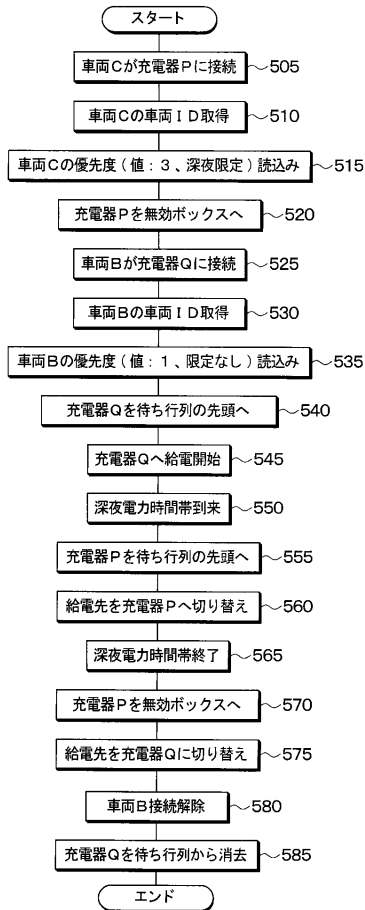 スタート
車両Cが充電器Pに接続 505
車両Cの車両ID取得 510
車両Cの優先度(値:3、深夜限定)読込み 515
充電器Pを無効ボックスへ 520
車両Bが充電器Qに接続 525
車両Bの車両ID取得 530
車両Bの優先度(値:1、限定なし)読込み 535
充電器Qを待ち行列の先頭へ 540
充電器Qへ給電開始 545
深夜電力時間帯到来 550
充電器Pを待ち行列の先頭へ 555
給電先を充電器Pへ切り替え 560
深夜電力時間帯終了 565
充電器Pを無効ボックスへ 570
給電先を充電器Qに切り替え 575
車両B接続解除 580
充電器Qを待ち行列から消去 585
エンド